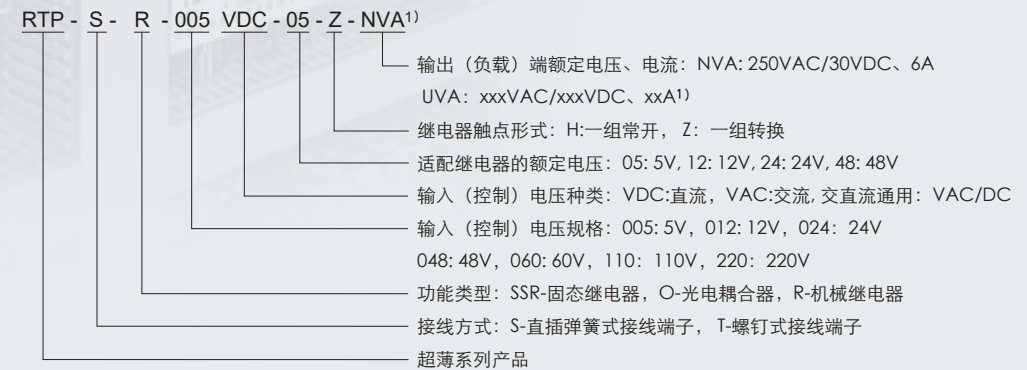 RTP - S - R - 005 VDC - 05 - Z - NVA¹⁾
输出（负载）端额定电压、电流：NVA: 250VAC/30VDC、6A
UVA：xxxVAC/xxxVDC、xxA¹⁾
继电器触点形式：H:一组常开，Z：一组转换
适配继电器的额定电压：05: 5V, 12: 12V, 24: 24V, 48: 48V
输入（控制）电压种类：VDC:直流，VAC:交流, 交直流通用：VAC/DC
输入（控制）电压规格：005: 5V，012: 12V，024：24V
048: 48V，060: 60V，110：110V，220：220V
功能类型：SSR-固态继电器，O-光电耦合器，R-机械继电器
接线方式：S-直插弹簧式接线端子， T-螺钉式接线端子
超薄系列产品